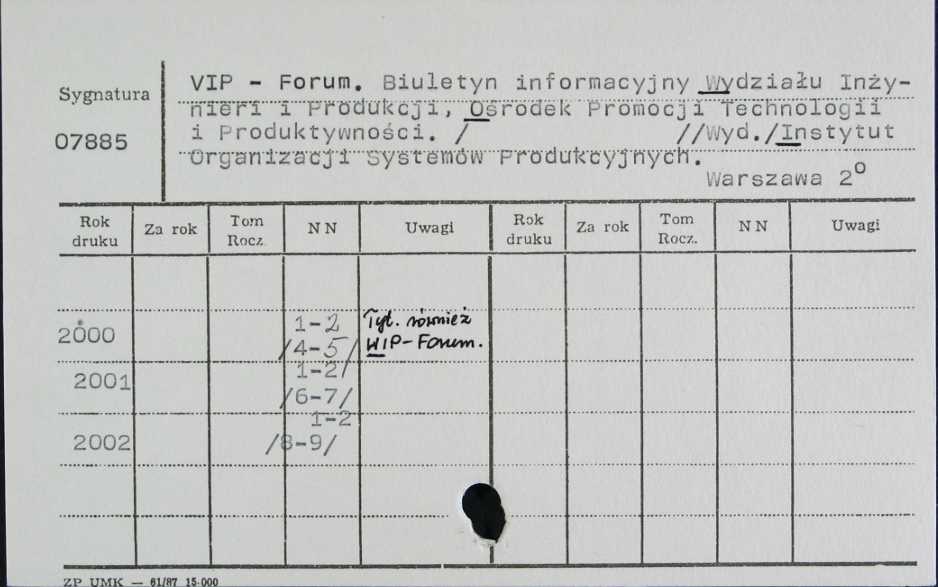 Sygnatura
07885
VIP - Forum. Biuletyn informacyjny Wydziału Inży-
nieri i Produkcji, Ośrodek Promocji Technologii
i Produktywności. / //Wyd./Instytut
Organizacji Systemów Produkcyjnych.
Warszawa 2º
Rok druku Za rok Tom Rocz. NN Uwagi Rok druku Za rok Tom Rocz. NN Uwagi
2000 1-2 Tyt. również
/4-5/ WIP-Forum.
2001 1-2/
/6-7/
1-2
2002 /8-9/
ZP UMK — 61/87 15.000